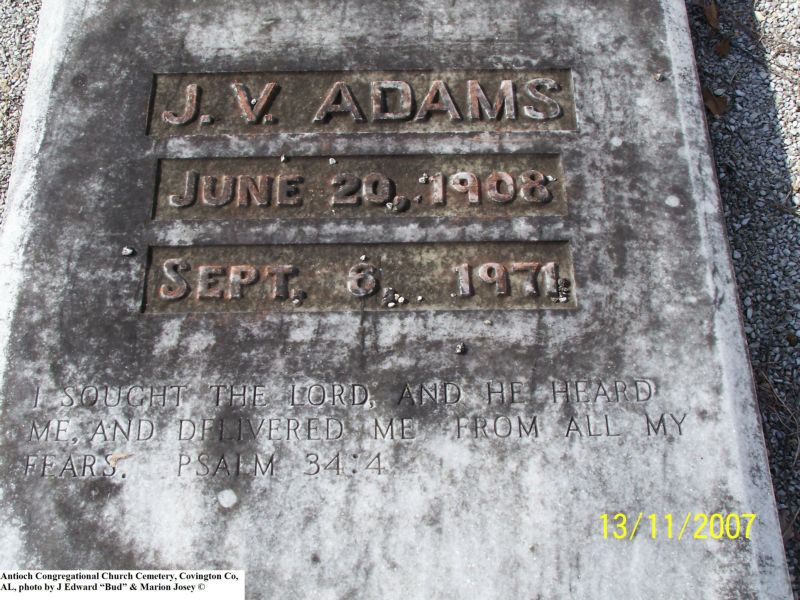 J. V. ADAMS
JUNE 20, 1908
SEPT. 6, 1971
I SOUGHT THE LORD, AND HE HEARD
ME, AND DELIVERED ME FROM ALL MY
FEARS. PSALM 34:4
13/11/2007
Antioch Congregational Church Cemetery, Covington Co,
AL, photo by J Edward “Bud” & Marion Josey ©